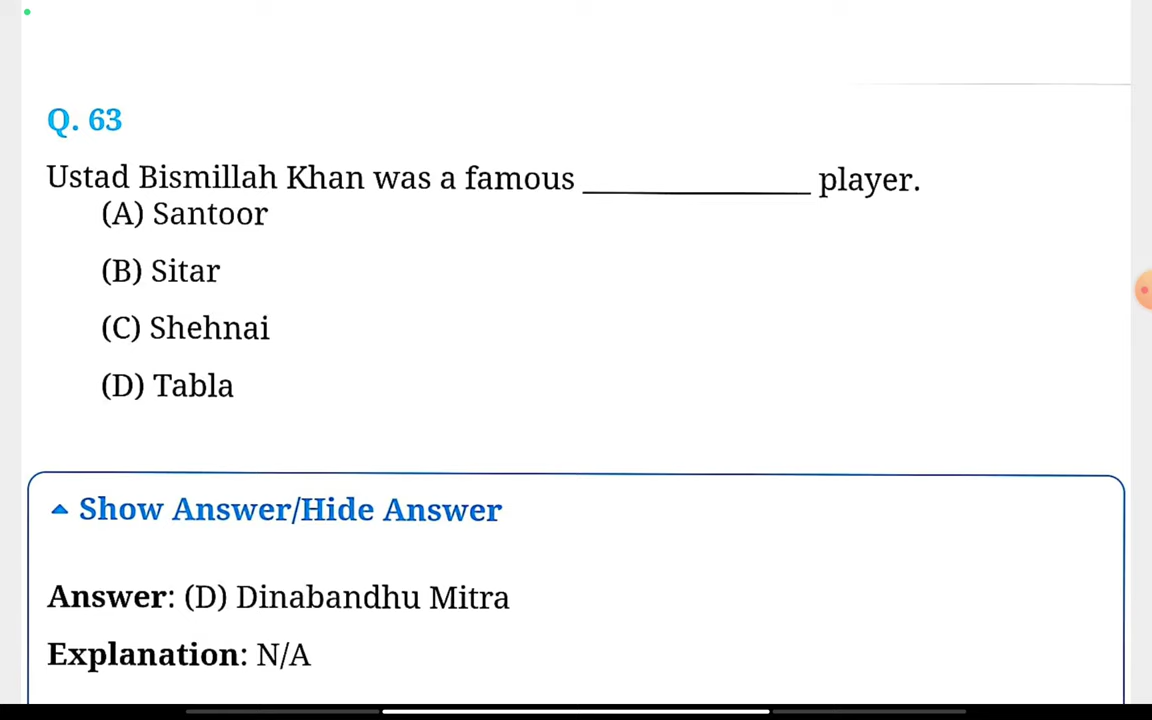 Q. 63
Ustad Bismillah Khan was a famous ______________ player.
(A) Santoor
(B) Sitar
(C) Shehnai
(D) Tabla
Show Answer/Hide Answer
Answer: (D) Dinabandhu Mitra
Explanation: N/A